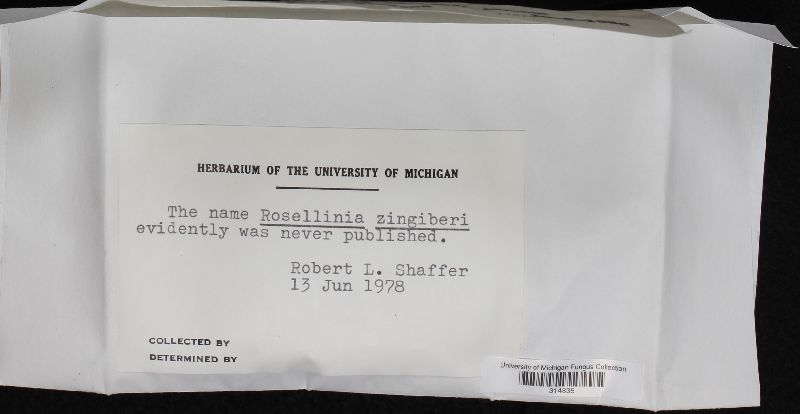 HERBARIUM OF THE UNIVERSITY OF MICHIGAN
The name Rosellinia zingiberi
evidently was never published.
Robert L. Shaffer
13 Jun 1978
COLLECTED BY
DETERMINED BY
University of Michigan Fungus Collection
314835